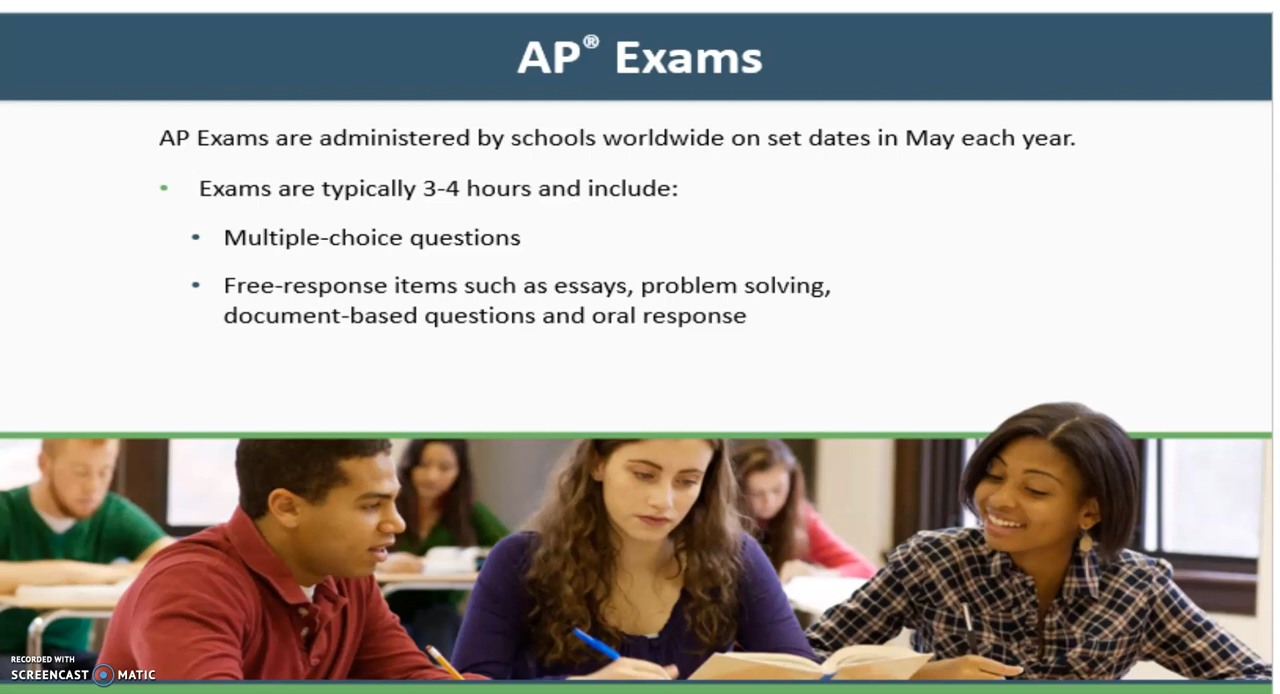 AP® Exams
AP Exams are administered by schools worldwide on set dates in May each year.
• Exams are typically 3-4 hours and include:
• Multiple-choice questions
• Free-response items such as essays, problem solving,
document-based questions and oral response
RECORDED WITH
SCREENCAST MATIC